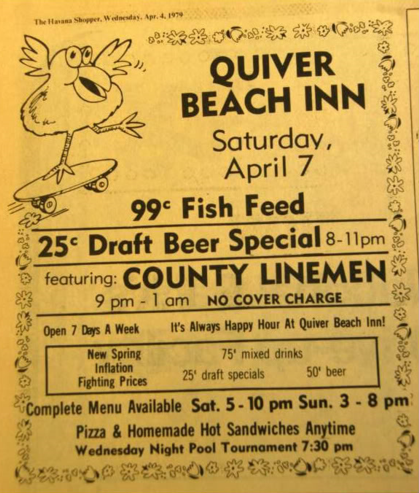 The Havana Shopper, Wednesday, Apr. 4, 1979
QUIVER
BEACH INN
Saturday,
April 7
99¢ Fish Feed
25¢ Draft Beer Special 8-11pm
featuring: COUNTY LINEMEN
9 pm - 1 am NO COVER CHARGE
Open 7 Days A Week It's Always Happy Hour At Quiver Beach Inn!
New Spring
Inflation
Fighting Prices
75¢ mixed drinks
25¢ draft specials 50¢ beer
Complete Menu Available Sat. 5-10 pm Sun. 3 - 8 pm
Pizza & Homemade Hot Sandwiches Anytime
Wednesday Night Pool Tournament 7:30 pm